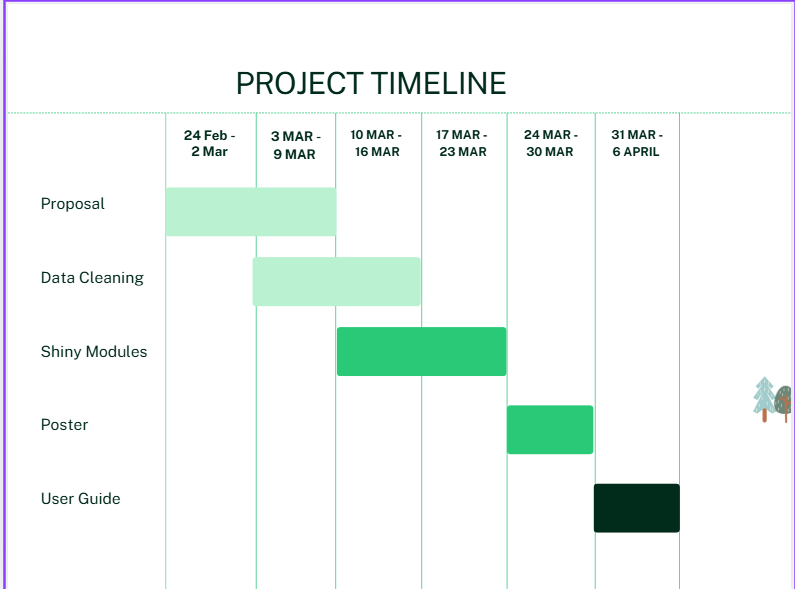 PROJECT TIMELINE
24 Feb -
2 Mar
3 MAR -
9 MAR
10 MAR -
16 MAR
17 MAR -
23 MAR
24 MAR -
30 MAR
31 MAR -
6 APRIL
Proposal
Data Cleaning
Shiny Modules
Poster
User Guide